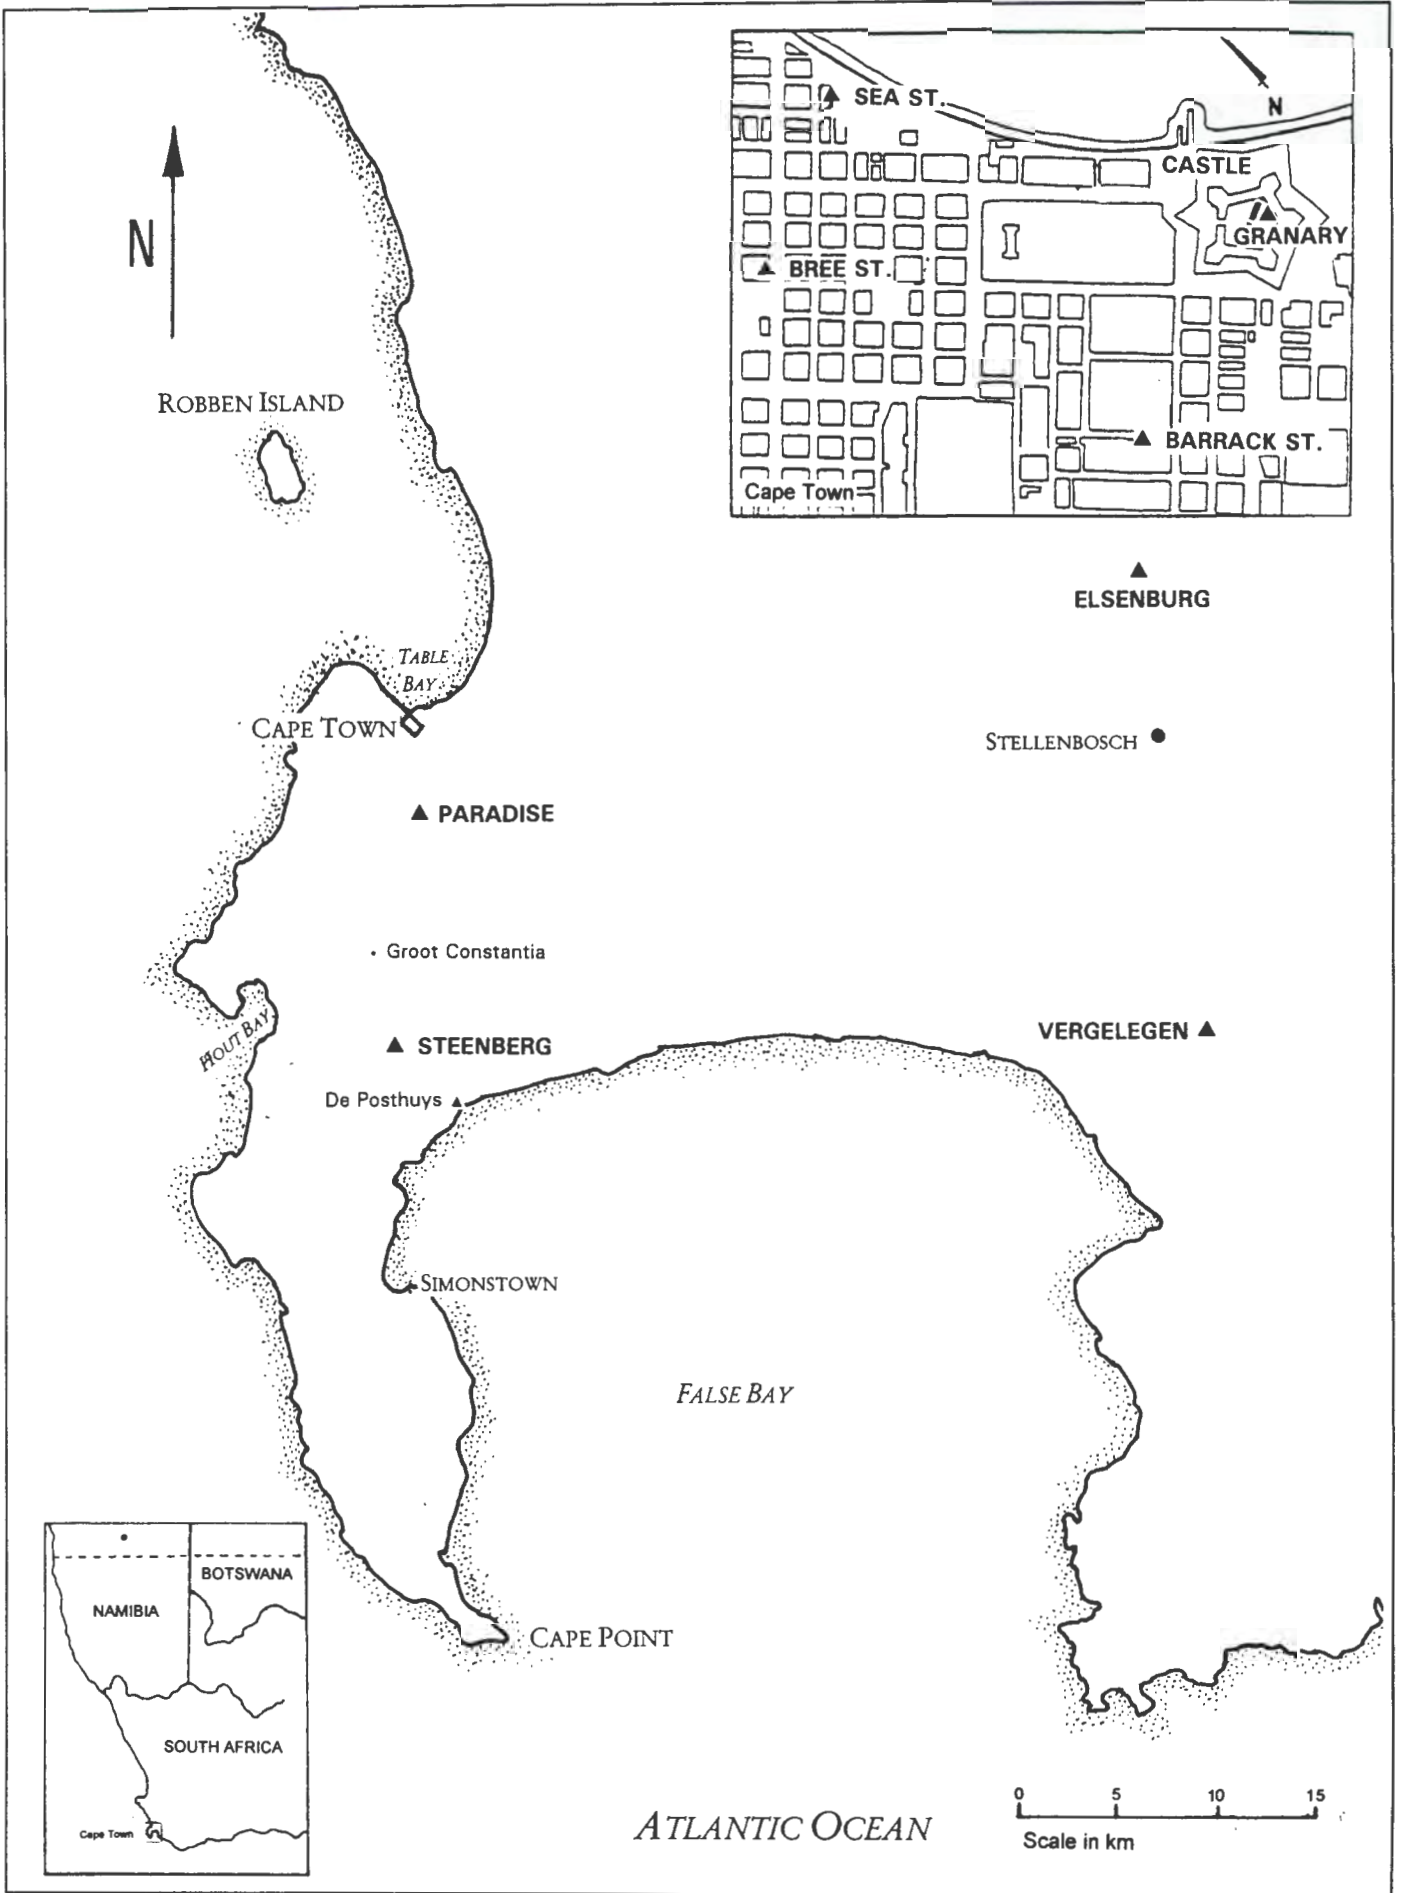 SEA ST.
N
CASTLE
GRANARY
BREE ST.
BARRACK ST.
Cape Town
N
ROBBEN ISLAND
ELSENBURG
TABLE
BAY
CAPE TOWN
STELLENBOSCH
PARADISE
Groot Constantia
HOUT BAY
STEENBERG
VERGELEGEN
De Posthuys
SIMONSTOWN
FALSE BAY
BOTSWANA
NAMIBIA
CAPE POINT
SOUTH AFRICA
Cape Town
ATLANTIC OCEAN
0 5 10 15
Scale in km